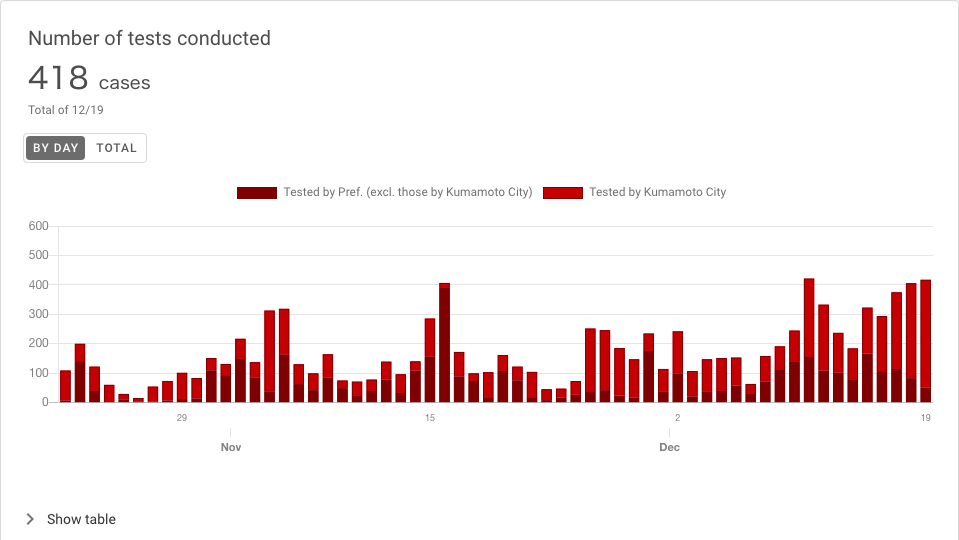 Number of tests conducted
418 cases
Total of 12/19
BY DAY TOTAL
Tested by Pref. (excl. those by Kumamoto City) Tested by Kumamoto City
600
500
400
300
200
100
0
29 15 2 19
Nov Dec
Show table